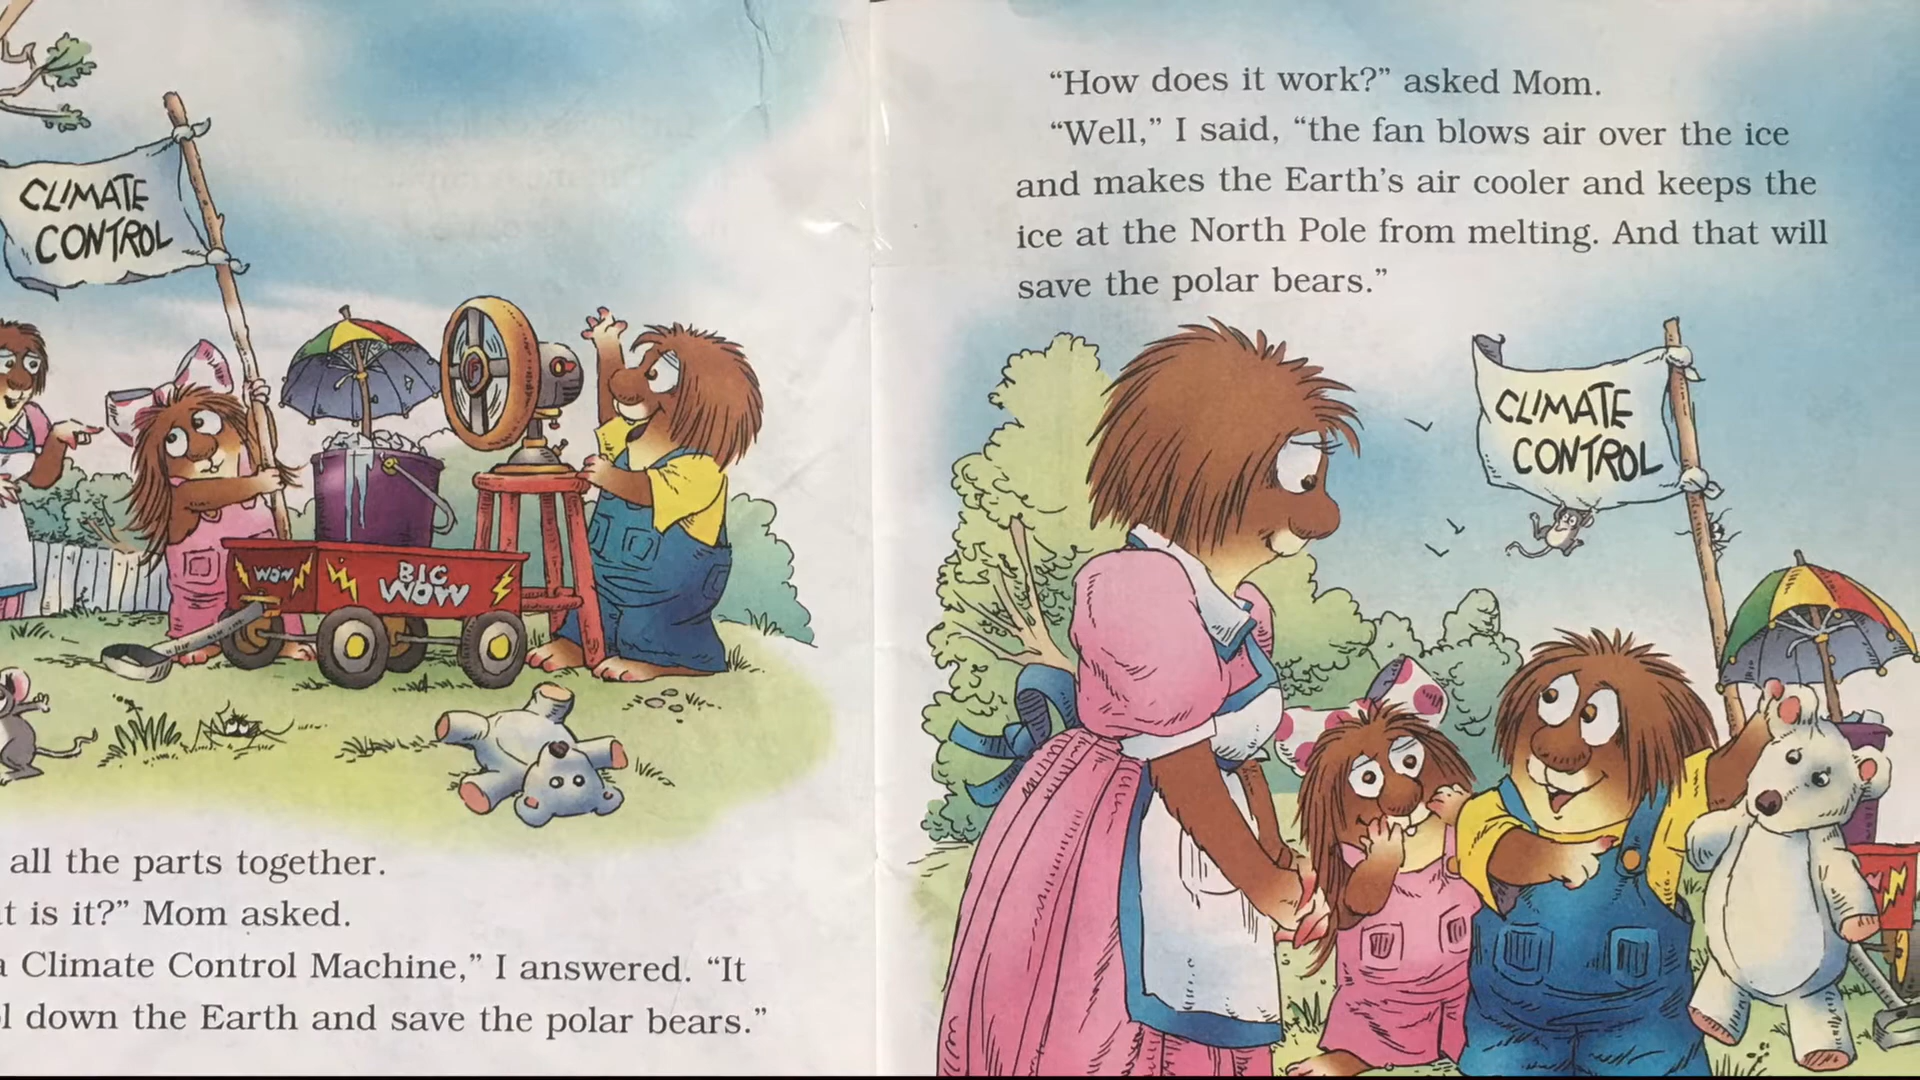 CLIMATE
CONTROL
WOW
BIG
WOW
all the parts together.
is it?” Mom asked.
Climate Control Machine,” I answered. “It
down the Earth and save the polar bears.”
“How does it work?” asked Mom.
“Well,” I said, “the fan blows air over the ice
and makes the Earth’s air cooler and keeps the
ice at the North Pole from melting. And that will
save the polar bears.”
CLIMATE
CONTROL